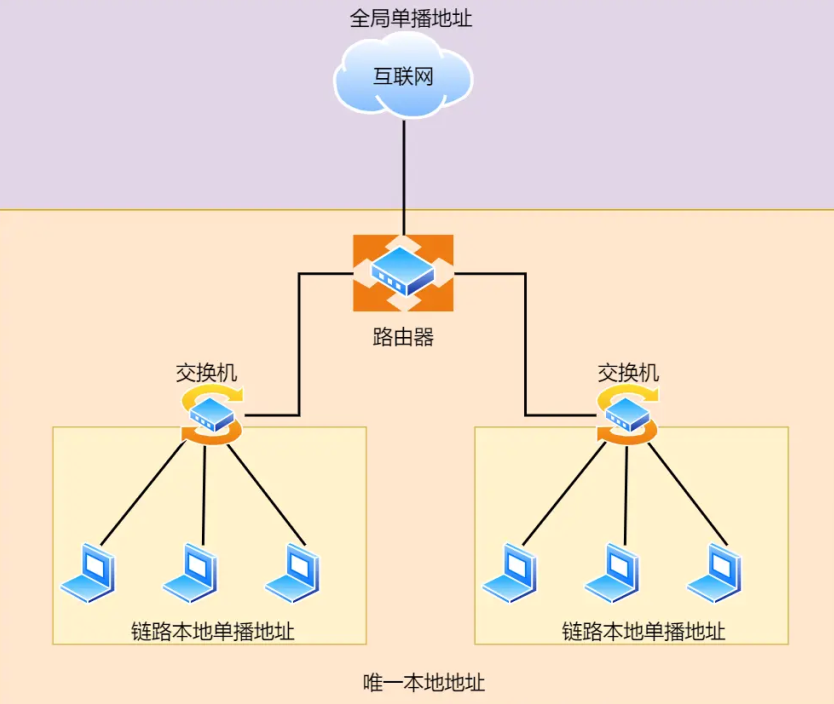 全局单播地址
互联网
路由器
交换机
交换机
链路本地单播地址
链路本地单播地址
唯一本地地址